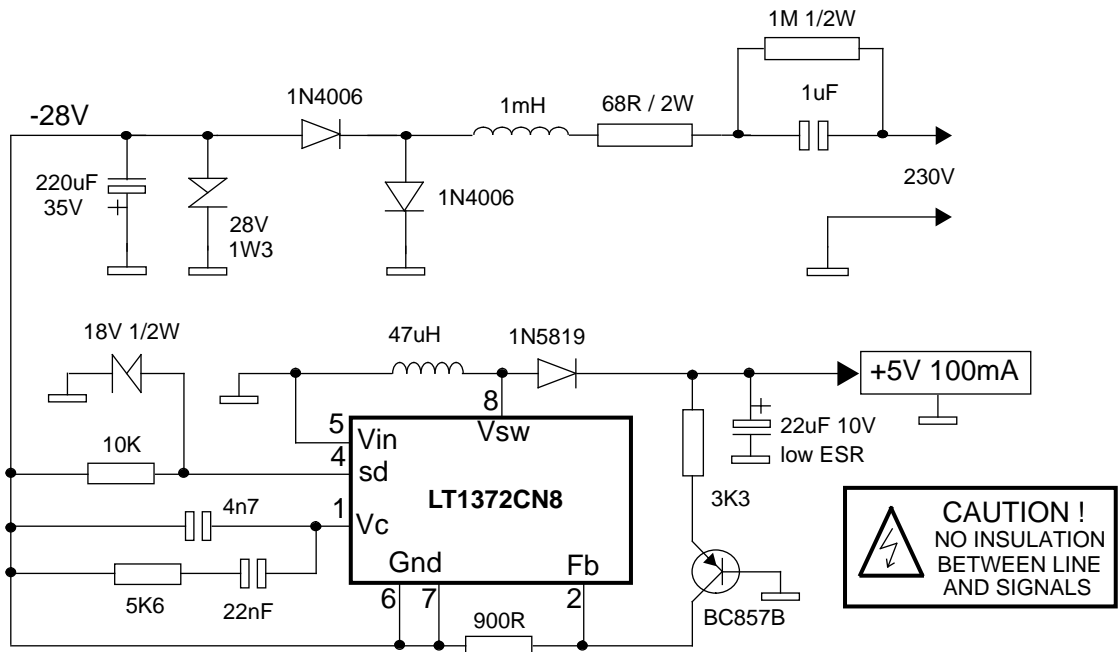 1M 1/2W
1uF
1N4006
1mH
68R / 2W
-28V
220uF
35V
28V
1W3
1N4006
230V
18V 1/2W
47uH
1N5819
+5V 100mA
8
Vsw
5
Vin
4
sd
1
Vc
LT1372CN8
Gnd
Fb
6
7
2
10K
4n7
5K6
22nF
900R
22uF 10V
low ESR
3K3
BC857B
CAUTION !
NO INSULATION
BETWEEN LINE
AND SIGNALS